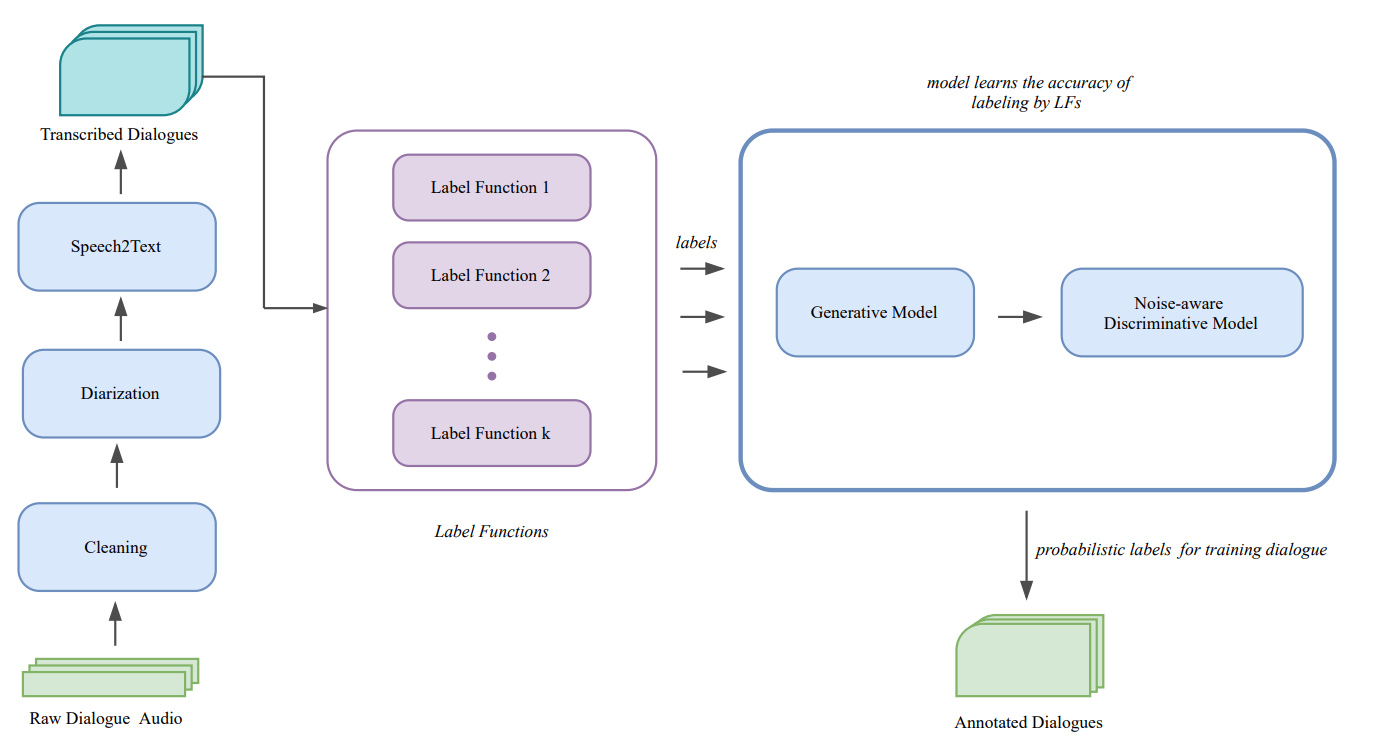 Transcribed Dialogues
Speech2Text
Diarization
Cleaning
Raw Dialogue Audio
Label Function 1
Label Function 2
Label Function k
Label Functions
labels
model learns the accuracy of
labeling by LFs
Generative Model
Noise-aware
Discriminative Model
probabilistic labels for training dialogue
Annotated Dialogues